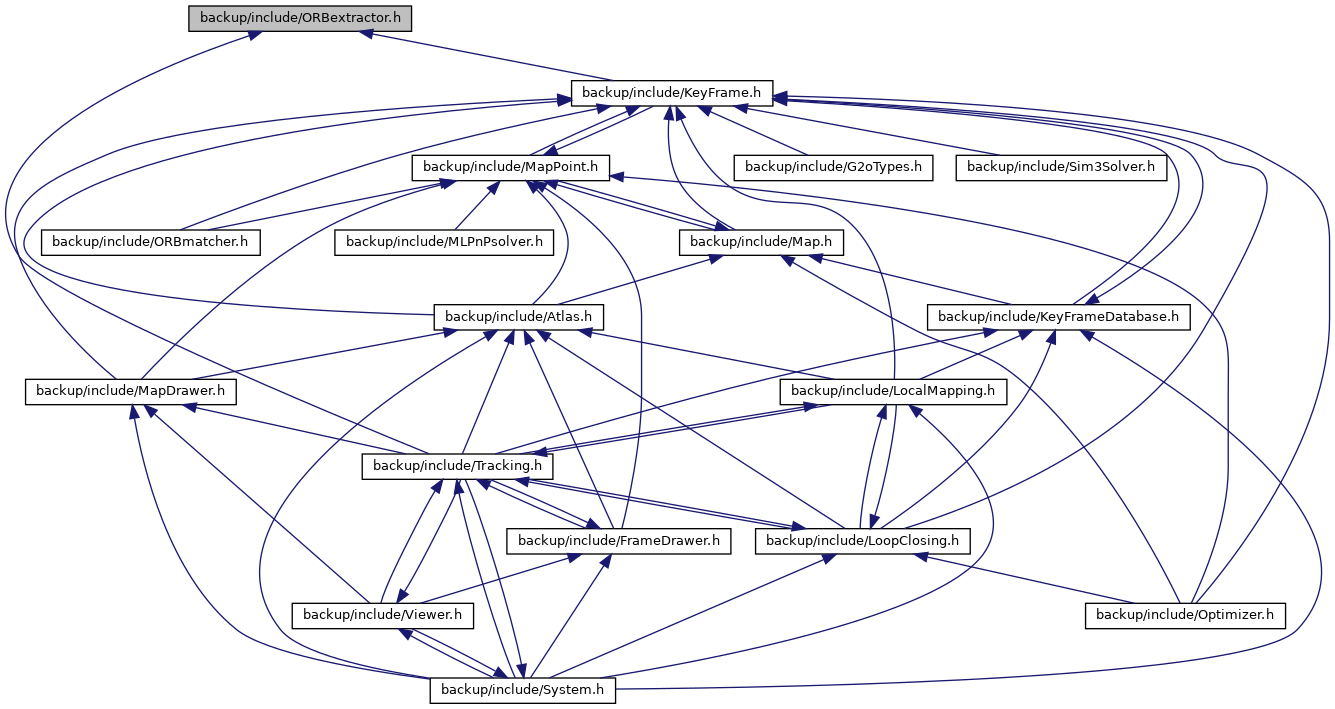 backup/include/ORBextractor.h
backup/include/KeyFrame.h
backup/include/MapPoint.h
backup/include/G2oTypes.h
backup/include/Sim3Solver.h
backup/include/ORBmatcher.h
backup/include/MLPnPsolver.h
backup/include/Map.h
backup/include/Atlas.h
backup/include/KeyFrameDatabase.h
backup/include/MapDrawer.h
backup/include/LocalMapping.h
backup/include/Tracking.h
backup/include/FrameDrawer.h
backup/include/LoopClosing.h
backup/include/Viewer.h
backup/include/Optimizer.h
backup/include/System.h